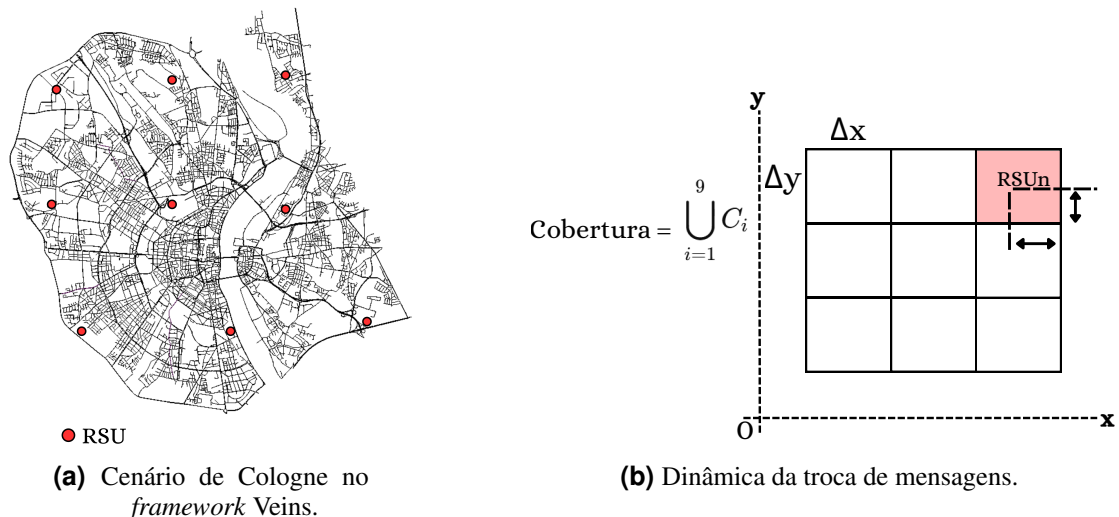 RSU
(a) Cenário de Cologne no
framework Veins.
y
Δx
Δy
RSUn
Cobertura = 9 ⋃ i=1 C_i
O
x
(b) Dinâmica da troca de mensagens.